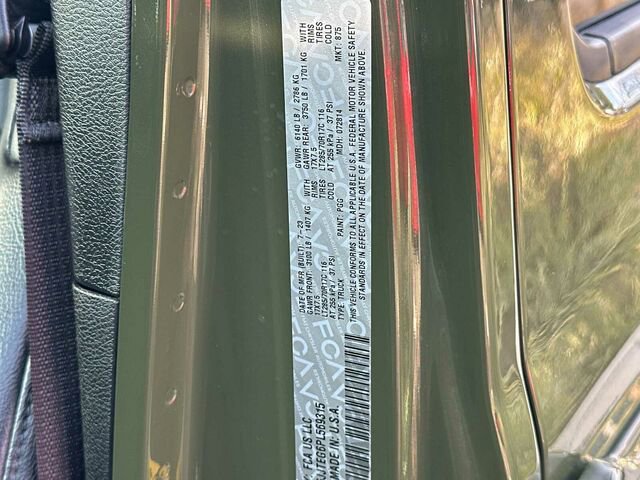 FCA US LLC
DATE OF MFR (BUILT): 7-23
GVWR: 6140 LB / 2786 KG
GAWR FRONT: 3100 LB / 1407 KG
WITH
GAWR REAR: 3750 LB / 1701 KG
WITH
17X7.5
RIMS
17X7.5
RIMS
LT285/70R17C 116
TIRES
LT285/70R17C 116
TIRES
AT 255 kPa / 37 PSI
COLD
AT 255 kPa / 37 PSI
COLD
TYPE: TRUCK
PAINT: PGG
MDH: 072814
MKT: 875
THIS VEHICLE CONFORMS TO ALL APPLICABLE U.S.A. FEDERAL MOTOR VEHICLE SAFETY
STANDARDS IN EFFECT ON THE DATE OF MANUFACTURE SHOWN ABOVE.
JTEG6PL569315
MADE IN U.S.A.